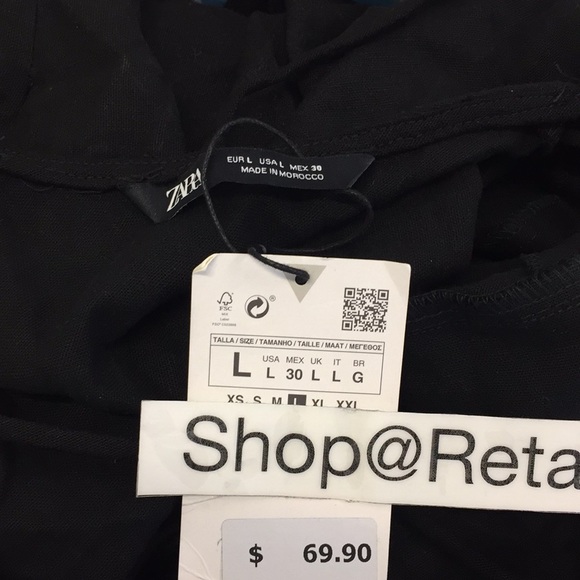 ZARA
EUR L USA L MEX 30
MADE IN MOROCCO
FSC
®
TALLA / SIZE / TAMANHO / TAILLE / MAAT / ΜΕΓΕΘΟΣ
USA MEX UK IT BR
L L 30 L L G
XS S M L XL XXL
Shop@Reta
$ 69.90